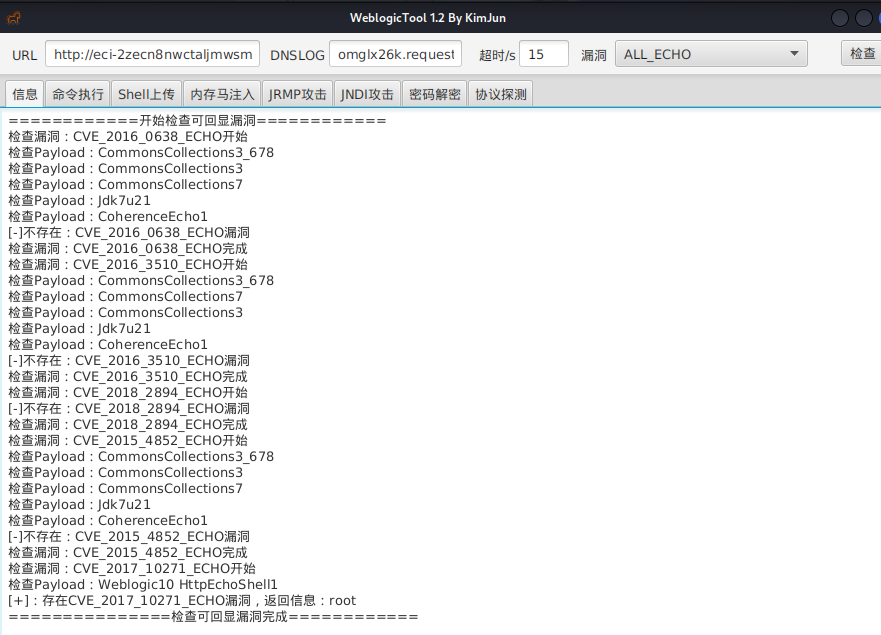 WeblogicTool 1.2 By KimJun
URL http://eci-2zecn8nwctaljmwsm DNSLOG omglx26k.request 超时/s 15 漏洞 ALL_ECHO 检查
信息 命令执行 Shell上传 内存马注入 JRMP攻击 JNDI攻击 密码解密 协议探测
============开始检查可回显漏洞============
检查漏洞：CVE_2016_0638_ECHO开始
检查Payload：CommonsCollections3_678
检查Payload：CommonsCollections3
检查Payload：CommonsCollections7
检查Payload：Jdk7u21
检查Payload：CoherenceEcho1
[-]不存在：CVE_2016_0638_ECHO漏洞
检查漏洞：CVE_2016_0638_ECHO完成
检查漏洞：CVE_2016_3510_ECHO开始
检查Payload：CommonsCollections3_678
检查Payload：CommonsCollections7
检查Payload：CommonsCollections3
检查Payload：Jdk7u21
检查Payload：CoherenceEcho1
[-]不存在：CVE_2016_3510_ECHO漏洞
检查漏洞：CVE_2016_3510_ECHO完成
检查漏洞：CVE_2018_2894_ECHO开始
[-]不存在：CVE_2018_2894_ECHO漏洞
检查漏洞：CVE_2018_2894_ECHO完成
检查漏洞：CVE_2015_4852_ECHO开始
检查Payload：CommonsCollections3_678
检查Payload：CommonsCollections3
检查Payload：CommonsCollections7
检查Payload：Jdk7u21
检查Payload：CoherenceEcho1
[-]不存在：CVE_2015_4852_ECHO漏洞
检查漏洞：CVE_2015_4852_ECHO完成
检查漏洞：CVE_2017_10271_ECHO开始
检查Payload：Weblogic10 HttpEchoShell1
[+]：存在CVE_2017_10271_ECHO漏洞，返回信息：root
===============检查可回显漏洞完成============